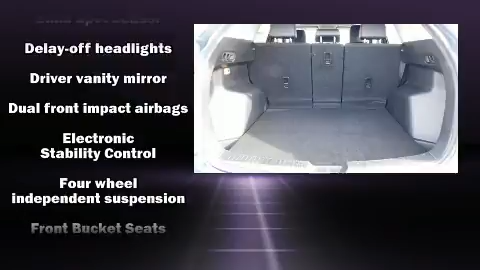 Delay-off headlights
Driver vanity mirror
Dual front impact airbags
Electronic
Stability Control
Four wheel
independent suspension
Front Bucket Seats